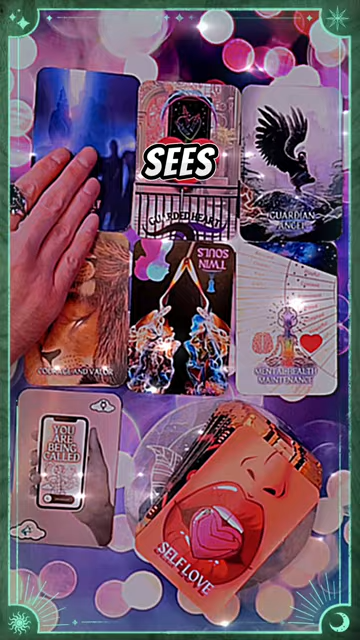 SEES
GUARDED HEART
GUARDIAN
ANGEL
COURAGE AND VALOR
TWIN
SOULS
MENTAL HEALTH
MAINTENANCE
YOU
ARE
BEING
CALLED
SELF LOVE